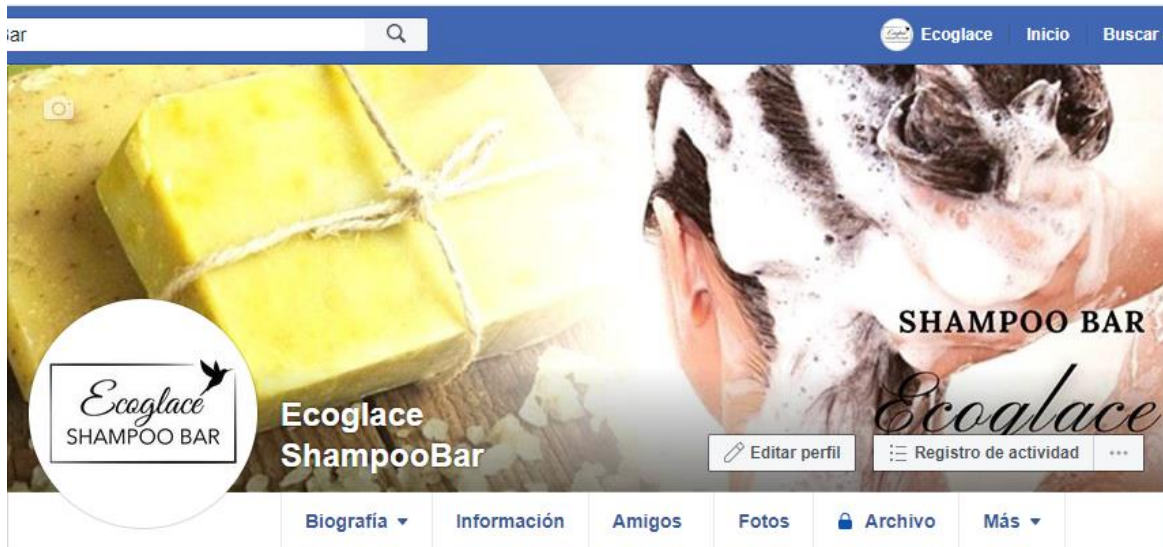 ar
Ecoglace Inicio Buscar
SHAMPOO BAR
Ecoglace
Ecoglacé
SHAMPOO BAR
Ecoglace
ShampooBar
Editar perfil Registro de actividad ...
Biografía Información Amigos Fotos Archivo Más